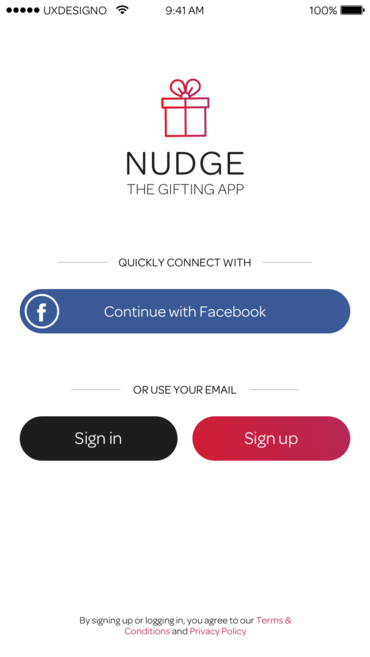 UXDESIGNO 9:41 AM 100%
NUDGE
THE GIFTING APP
QUICKLY CONNECT WITH
f Continue with Facebook
OR USE YOUR EMAIL
Sign in Sign up
By signing up or logging in, you agree to our Terms &
Conditions and Privacy Policy